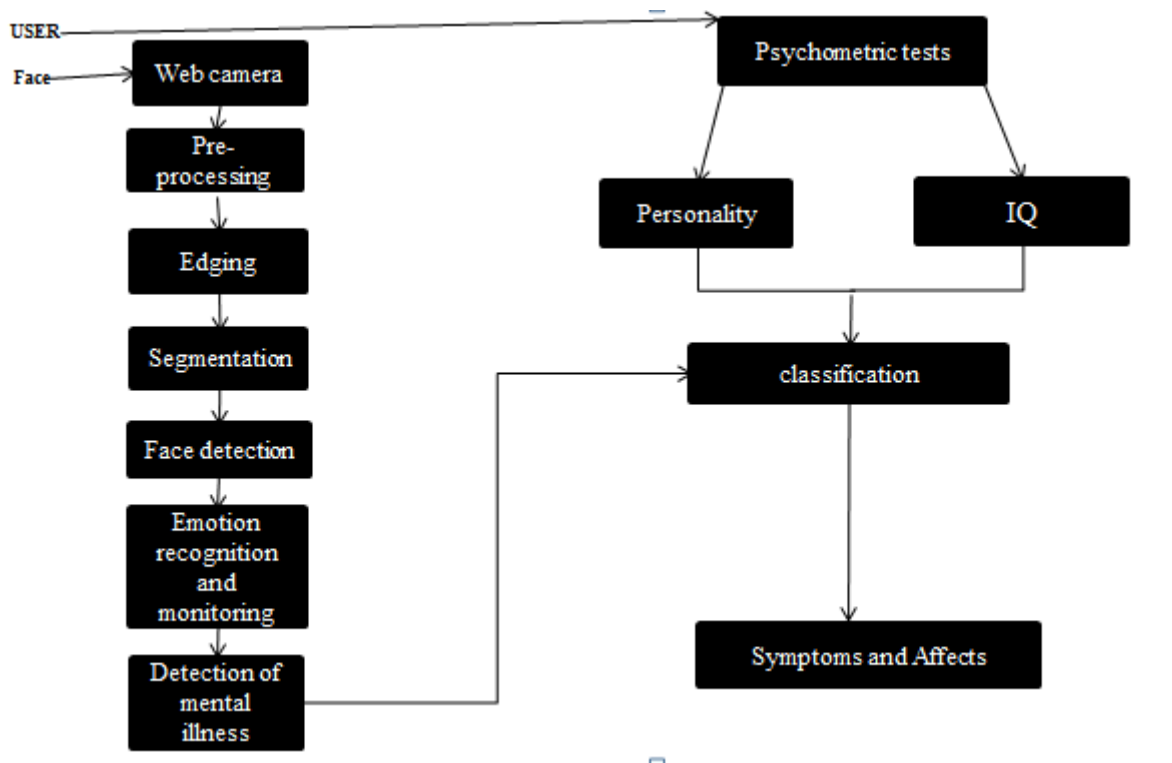 USER
Face
Web camera
Pre-
processing
Edging
Segmentation
Face detection
Emotion
recognition
and
monitoring
Detection of
mental
illness
Psychometric tests
Personality
IQ
classification
Symptoms and Affects